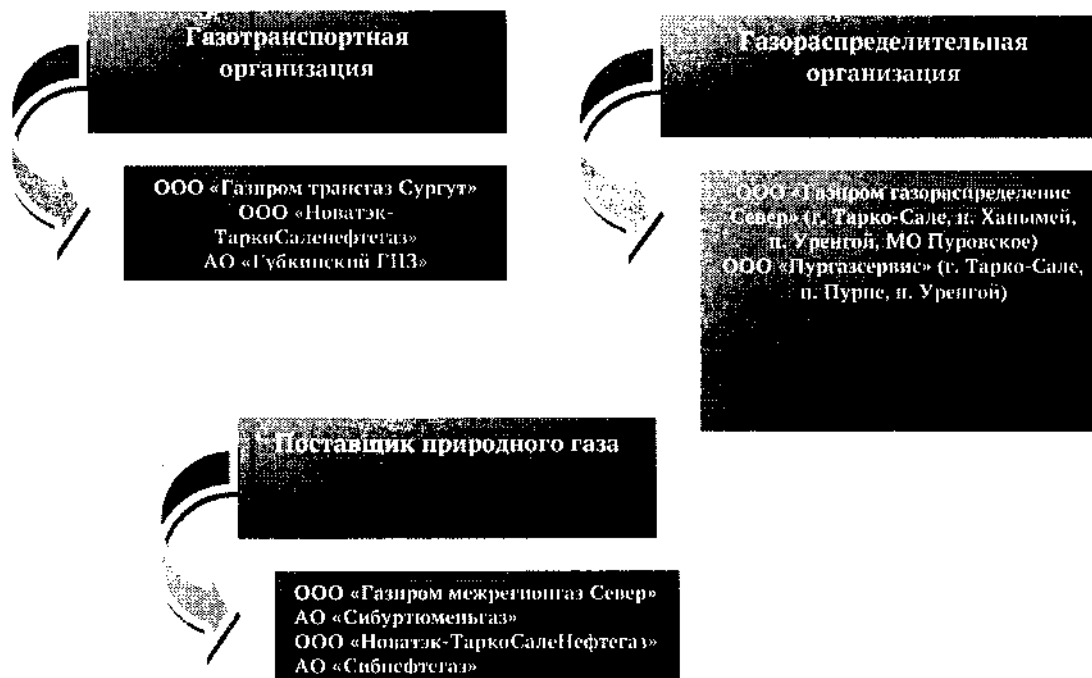 Газотранспортная
организация
ООО «Газпром трансгаз Сургут»
ООО «Новатэк-
ТаркоСаленефтегаз»
АО «Губкинский ГПЗ»
Газораспределительная
организация
ООО «Газпром газораспределение
Север» (г. Тарко-Сале, п. Ханымей,
п. Уренгой, МО Пуровское)
ООО «Пургазсервис» (г. Тарко-Сале,
п. Пурпе, п. Уренгой)
Поставщик природного газа
ООО «Газпром межрегионгаз Север»
АО «Сибуртюменьгаз»
ООО «Новатэк-ТаркоСалеНефтегаз»
АО «Сибнефтегаз»